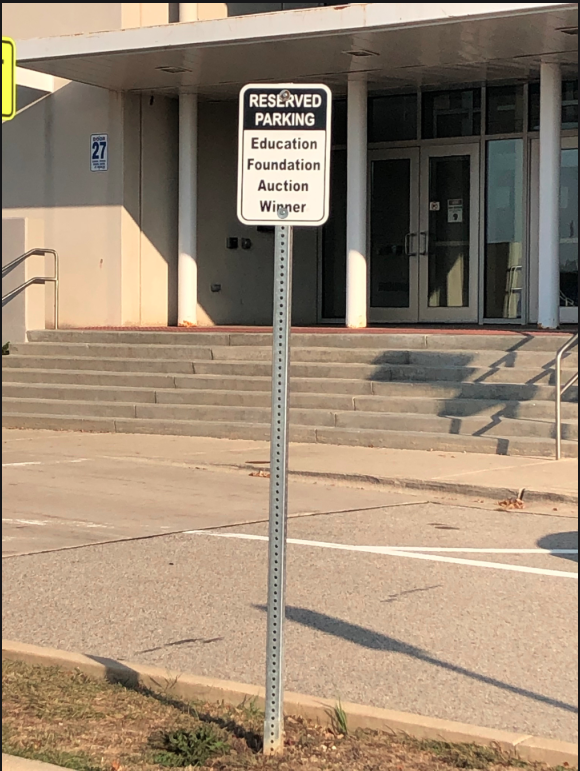 RESERVED
PARKING
Education
Foundation
Auction
Winner
27